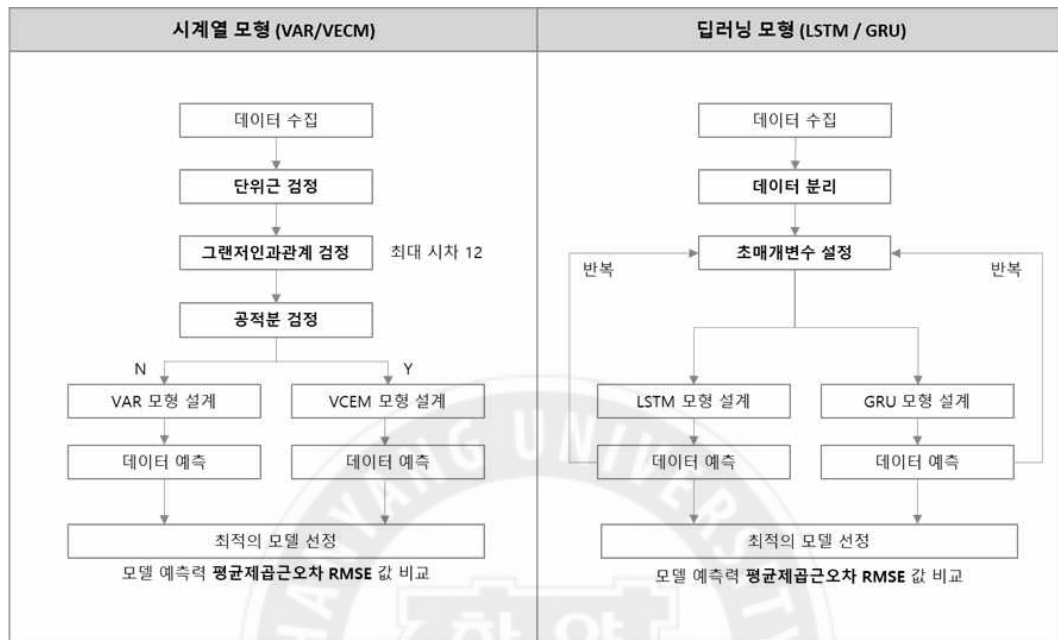 시계열 모형 (VAR/VECM)
데이터 수집
단위근 검정
그랜저인과관계 검정
최대 시차 12
공적분 검정
N
Y
VAR 모형 설계
VCEM 모형 설계
데이터 예측
데이터 예측
최적의 모델 선정
모델 예측력 평균제곱근오차 RMSE 값 비교
딥러닝 모형 (LSTM / GRU)
데이터 수집
데이터 분리
초매개변수 설정
반복
반복
LSTM 모형 설계
GRU 모형 설계
데이터 예측
데이터 예측
최적의 모델 선정
모델 예측력 평균제곱근오차 RMSE 값 비교
HANYANG UNIVERSITY
한양